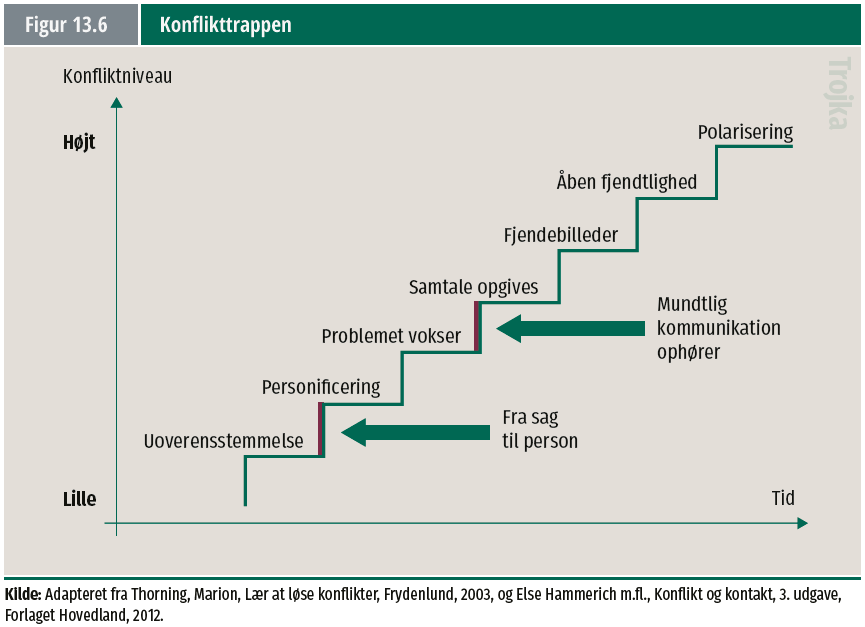 Figur 13.6
Konflikttrappen
Trojka
Konfliktniveau
Højt
Polarisering
Åben fjendtlighed
Fjendebilleder
Samtale opgives
Mundtlig
kommunikation
ophører
Problemet vokser
Personificering
Fra sag
til person
Uoverensstemmelse
Lille
Tid
Kilde: Adapteret fra Thorning, Marion, Lær at løse konflikter, Frydenlund, 2003, og Else Hammerich m.fl., Konflikt og kontakt, 3. udgave,
Forlaget Hovedland, 2012.